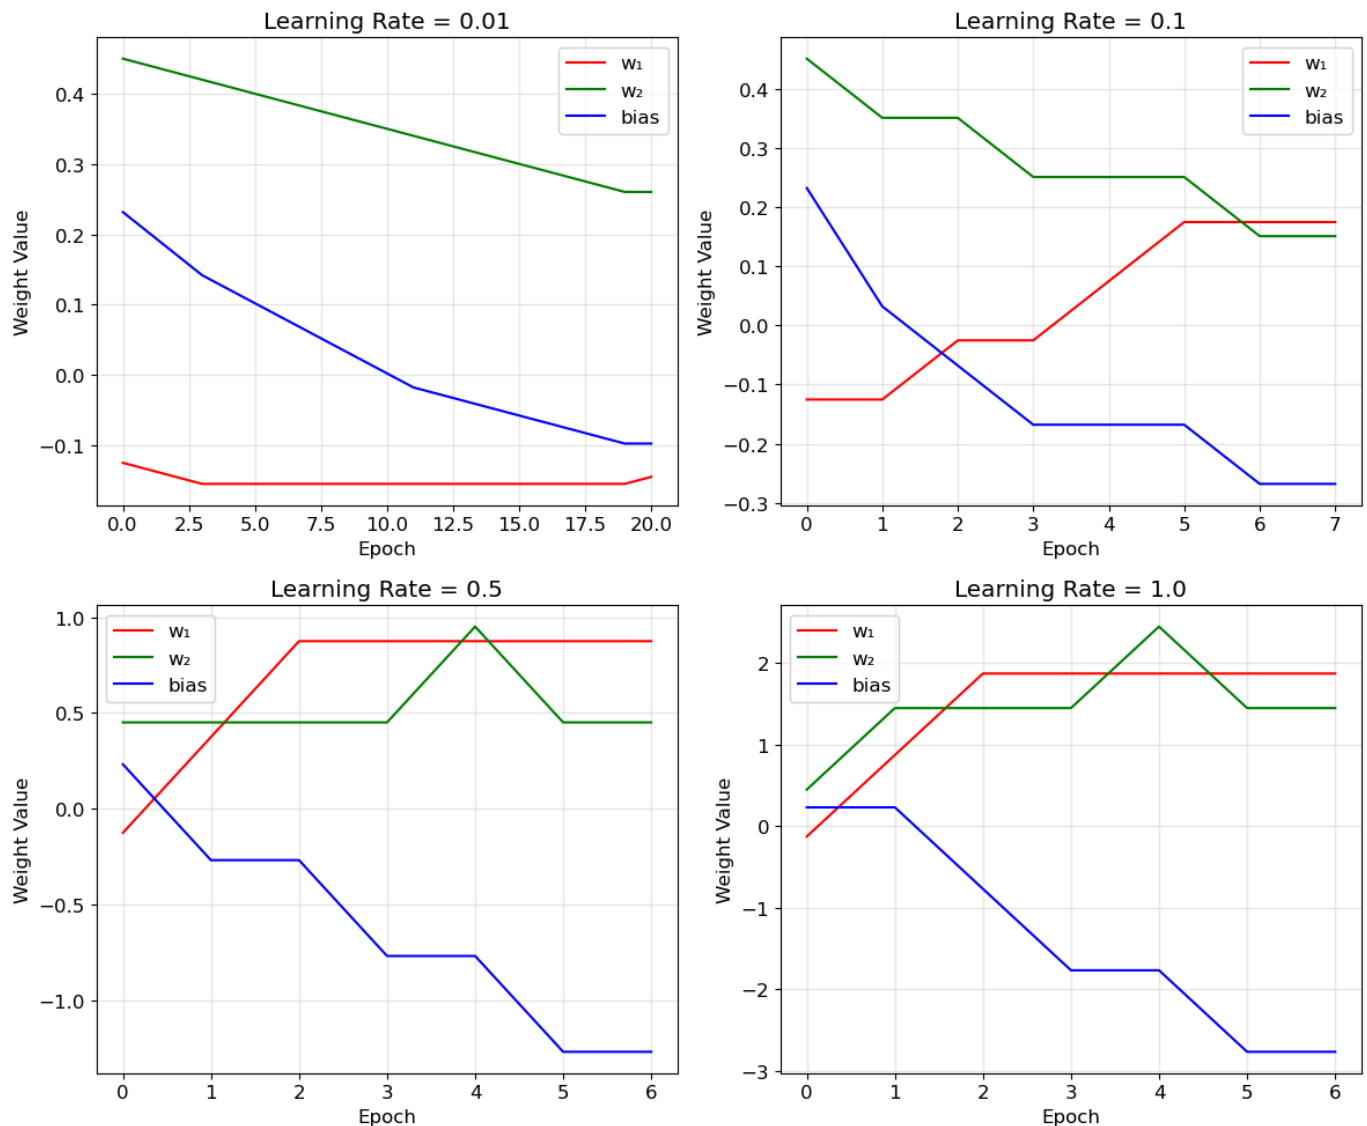 Learning Rate = 0.01
w₁
w₂
bias
Weight Value
0.4
0.3
0.2
0.1
0.0
−0.1
0.0 2.5 5.0 7.5 10.0 12.5 15.0 17.5 20.0
Epoch
Learning Rate = 0.1
w₁
w₂
bias
Weight Value
0.4
0.3
0.2
0.1
0.0
−0.1
−0.2
−0.3
0 1 2 3 4 5 6 7
Epoch
Learning Rate = 0.5
w₁
w₂
bias
Weight Value
1.0
0.5
0.0
−0.5
−1.0
0 1 2 3 4 5 6
Epoch
Learning Rate = 1.0
w₁
w₂
bias
Weight Value
2
1
0
−1
−2
−3
0 1 2 3 4 5 6
Epoch